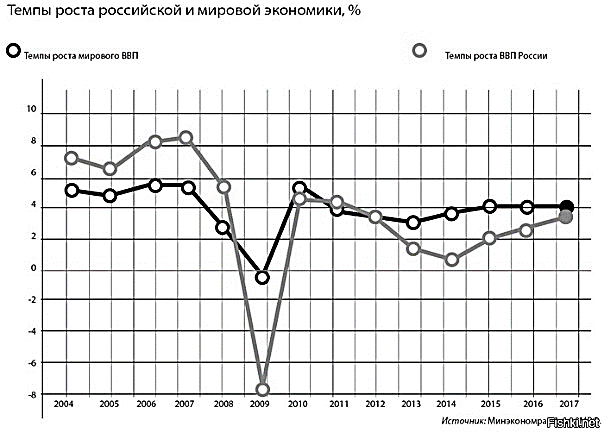 Темпы роста российской и мировой экономики, %
Темпы роста мирового ВВП
Темпы роста ВВП России
10
8
6
4
2
0
-2
-4
-6
-8
2004 2005 2006 2007 2008 2009 2010 2011 2012 2013 2014 2015 2016 2017
Источник: Минэкономра
Fishki.net